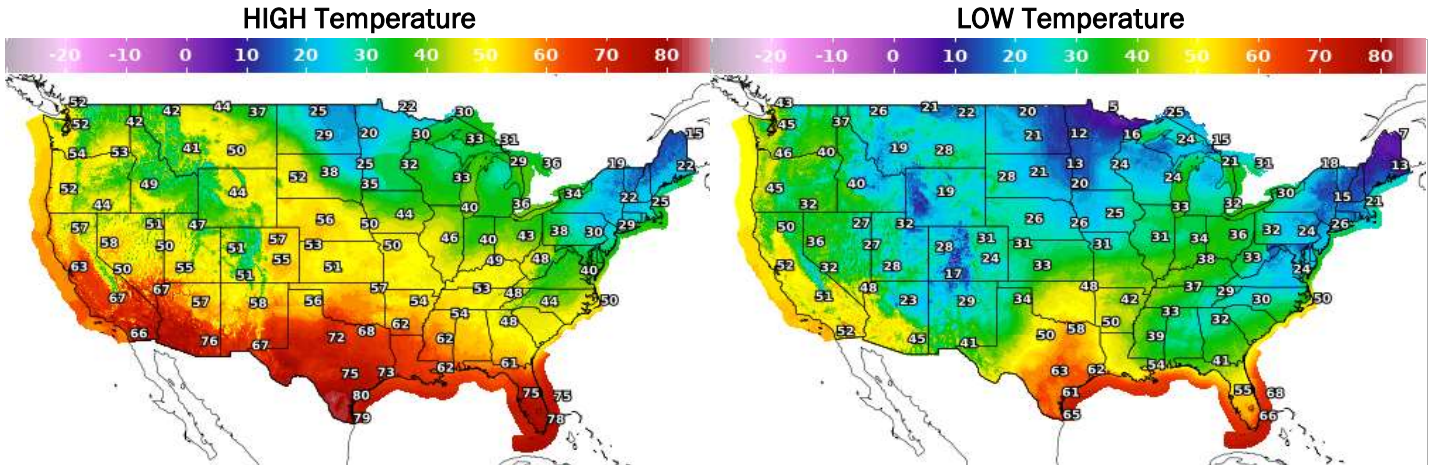 HIGH Temperature LOW Temperature
-20 -10 0 10 20 30 40 50 60 70 80 -20 -10 0 10 20 30 40 50 60 70 80
52 42 44 37 25 22 30 43 26 21 22 20 5 25
52 42 29 20 30 33 31 15 45 37 21 12 16 24 15 7
54 53 41 50 25 32 29 36 19 22 46 40 19 28 13 24 21 31 18 13
52 49 44 52 38 35 33 36 34 22 25 45 40 19 28 21 20 24 30 15 21
44 47 56 50 44 40 32 32 26 26 25 33 32
57 51 57 53 50 46 40 43 38 30 29 50 27 31 31 31 31 34 36 32 24 26
58 50 51 55 51 49 48 40 36 27 28 24 33 38 33 24
63 50 55 51 52 32 28 17
67 67 57 58 56 57 54 53 48 44 50 51 48 23 29 34 48 42 37 29 30 50
66 76 67 72 68 62 62 54 48 52 45 41 50 58 50 39 33 32
75 73 62 61 63 62 54 41
80 75 75 61 55 68
79 78 65 66